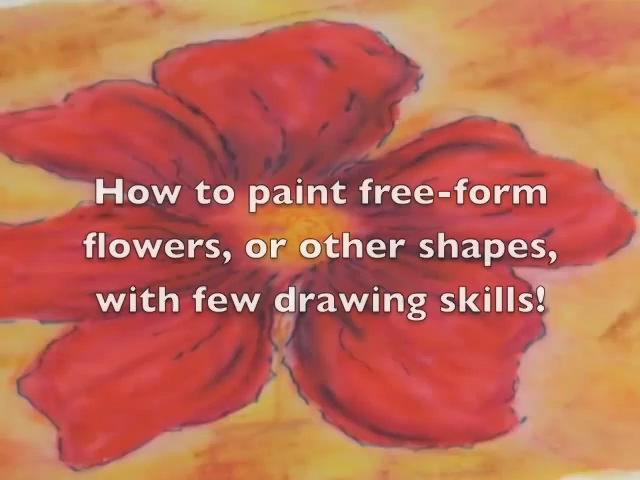 How to paint free-form
flowers, or other shapes,
with few drawing skills!